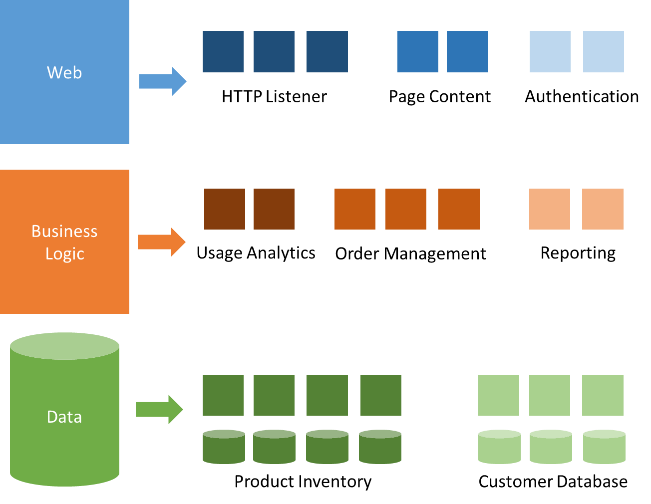 Web
HTTP Listener
Page Content
Authentication
Business
Logic
Usage Analytics
Order Management
Reporting
Data
Product Inventory
Customer Database